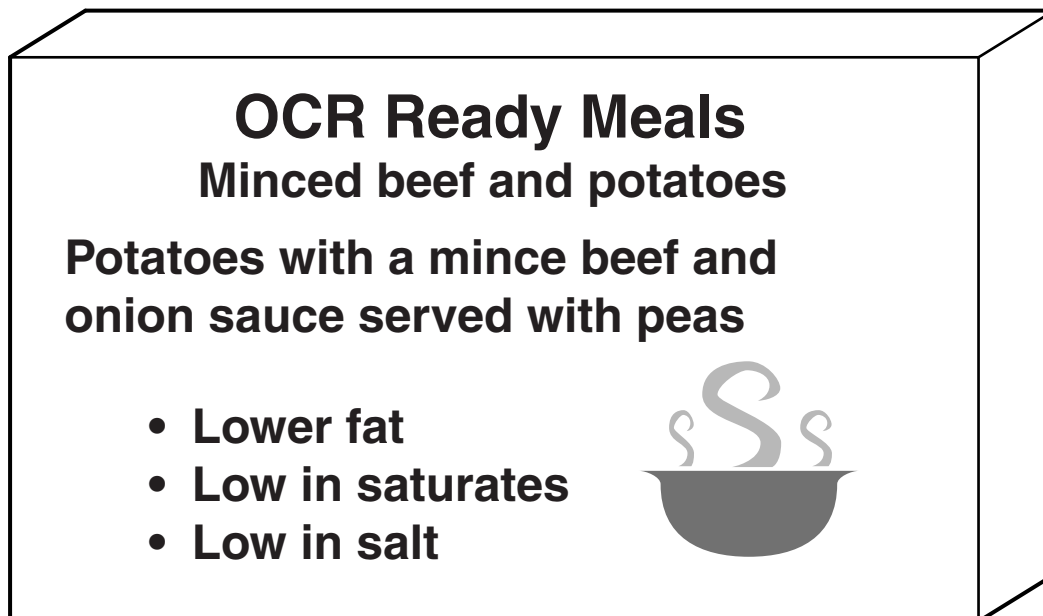 OCR Ready Meals
Minced beef and potatoes
Potatoes with a mince beef and
onion sauce served with peas
• Lower fat
• Low in saturates
• Low in salt